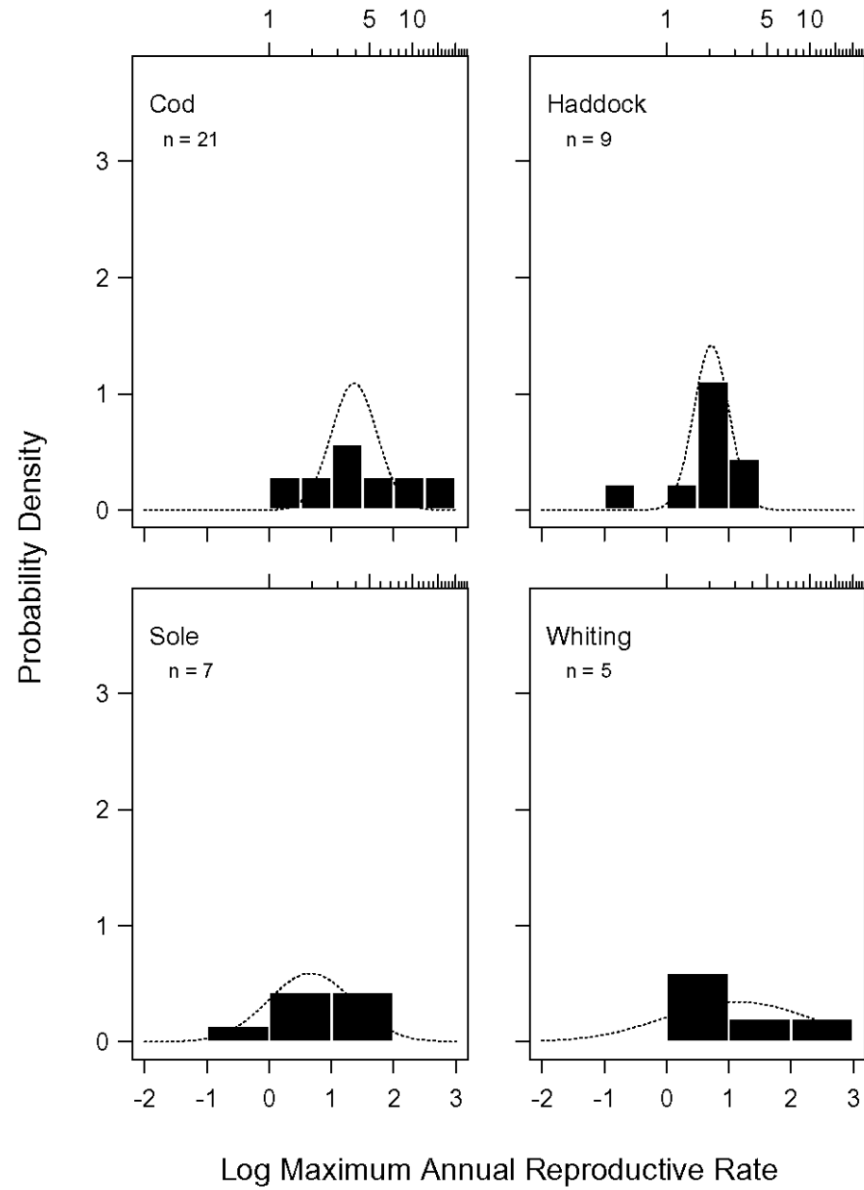 1 5 10 1 5 10
Cod Haddock
n = 21 n = 9
3
2
1
0
Sole Whiting
n = 7 n = 5
3
2
1
0
-2 -1 0 1 2 3 -2 -1 0 1 2 3
Probability Density
Log Maximum Annual Reproductive Rate